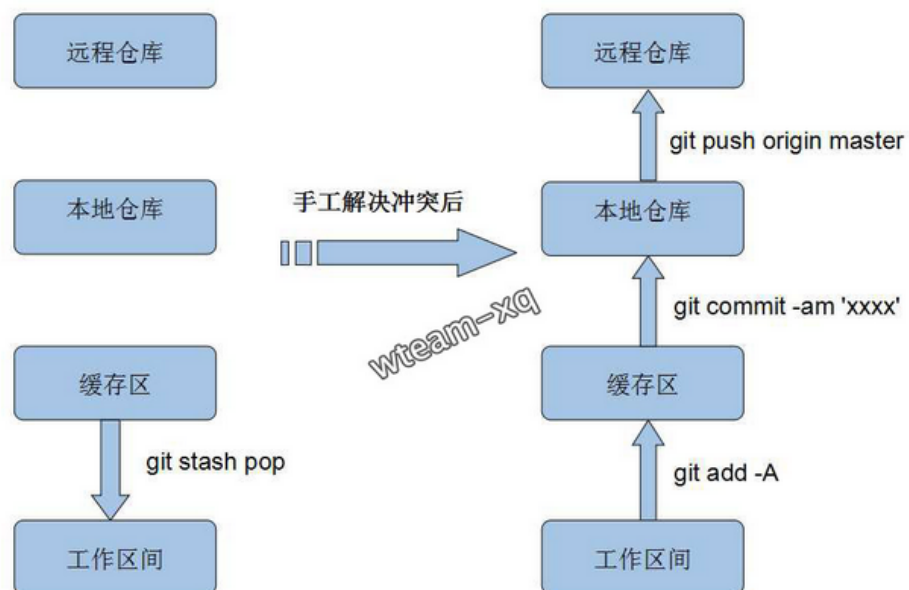 远程仓库
远程仓库
git push origin master
本地仓库
手工解决冲突后
本地仓库
wteam-xq
git commit -am 'xxxx'
缓存区
缓存区
git stash pop
git add -A
工作区间
工作区间